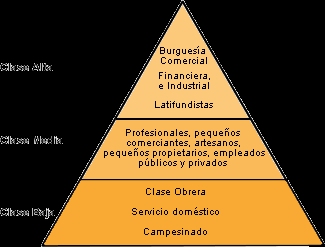 Clase Alta
Burguesía
Comercial
Financiera,
e Industrial
Latifundistas
Clase Media
Profesionales, pequeños
comerciantes, artesanos,
pequeños propietarios, empleados
públicos y privados
Clase Baja
Clase Obrera
Servicio doméstico
Campesinado